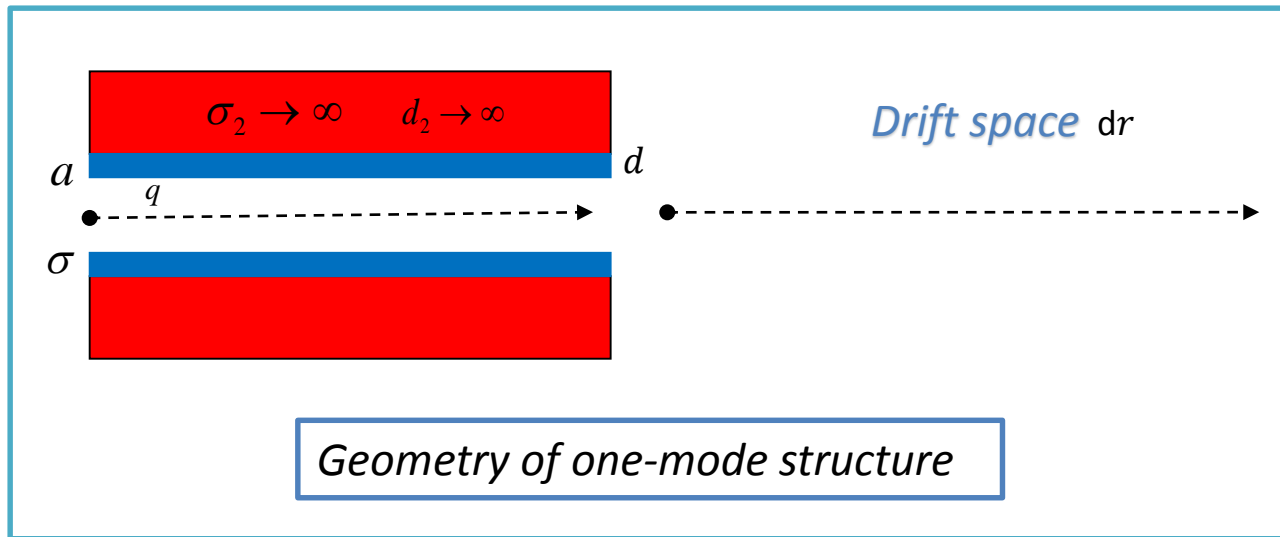 σ₂ → ∞ d₂ → ∞
Drift space dr
a d
q
σ
Geometry of one-mode structure